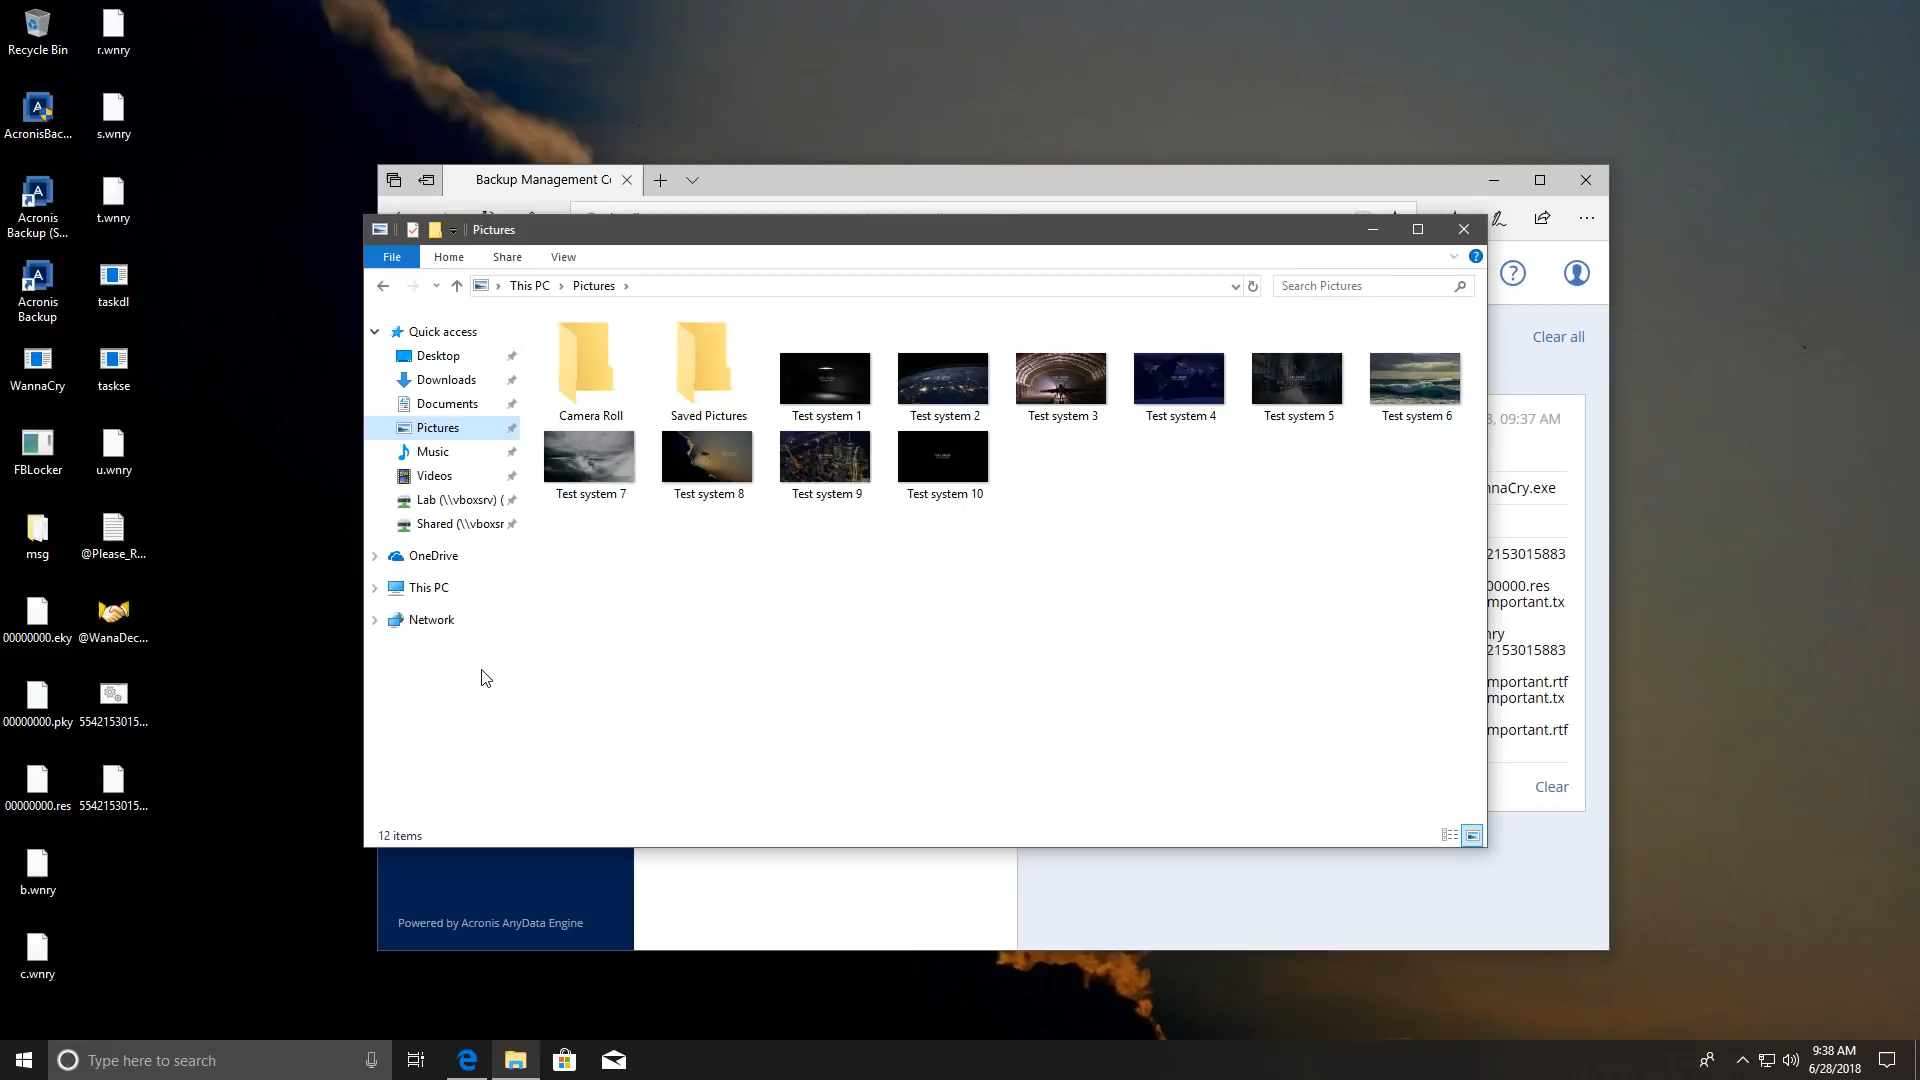 Recycle Bin
r.wnry
AcronisBac...
s.wnry
Acronis
Backup (S...
t.wnry
Acronis
Backup
taskdl
WannaCry
taskse
FBLocker
u.wnry
msg
@Please_R...
00000000.eky
@WanaDec...
00000000.pky
5542153015...
00000000.res
5542153015...
b.wnry
c.wnry
Backup Management Co
Pictures
File
Home
Share
View
This PC
Pictures
Search Pictures
Quick access
Desktop
Downloads
Documents
Pictures
Music
Videos
Lab (\\vboxsrv) (
Shared (\\vboxsr
OneDrive
This PC
Network
Camera Roll
Saved Pictures
Test system 1
Test system 2
Test system 3
Test system 4
Test system 5
Test system 6
Test system 7
Test system 8
Test system 9
Test system 10
12 items
Clear all
8, 09:37 AM
nnaCry.exe
2153015883
00000.res
mportant.tx
nry
2153015883
mportant.rtf
mportant.tx
mportant.rtf
Clear
Powered by Acronis AnyData Engine
Type here to search
9:38 AM
6/28/2018